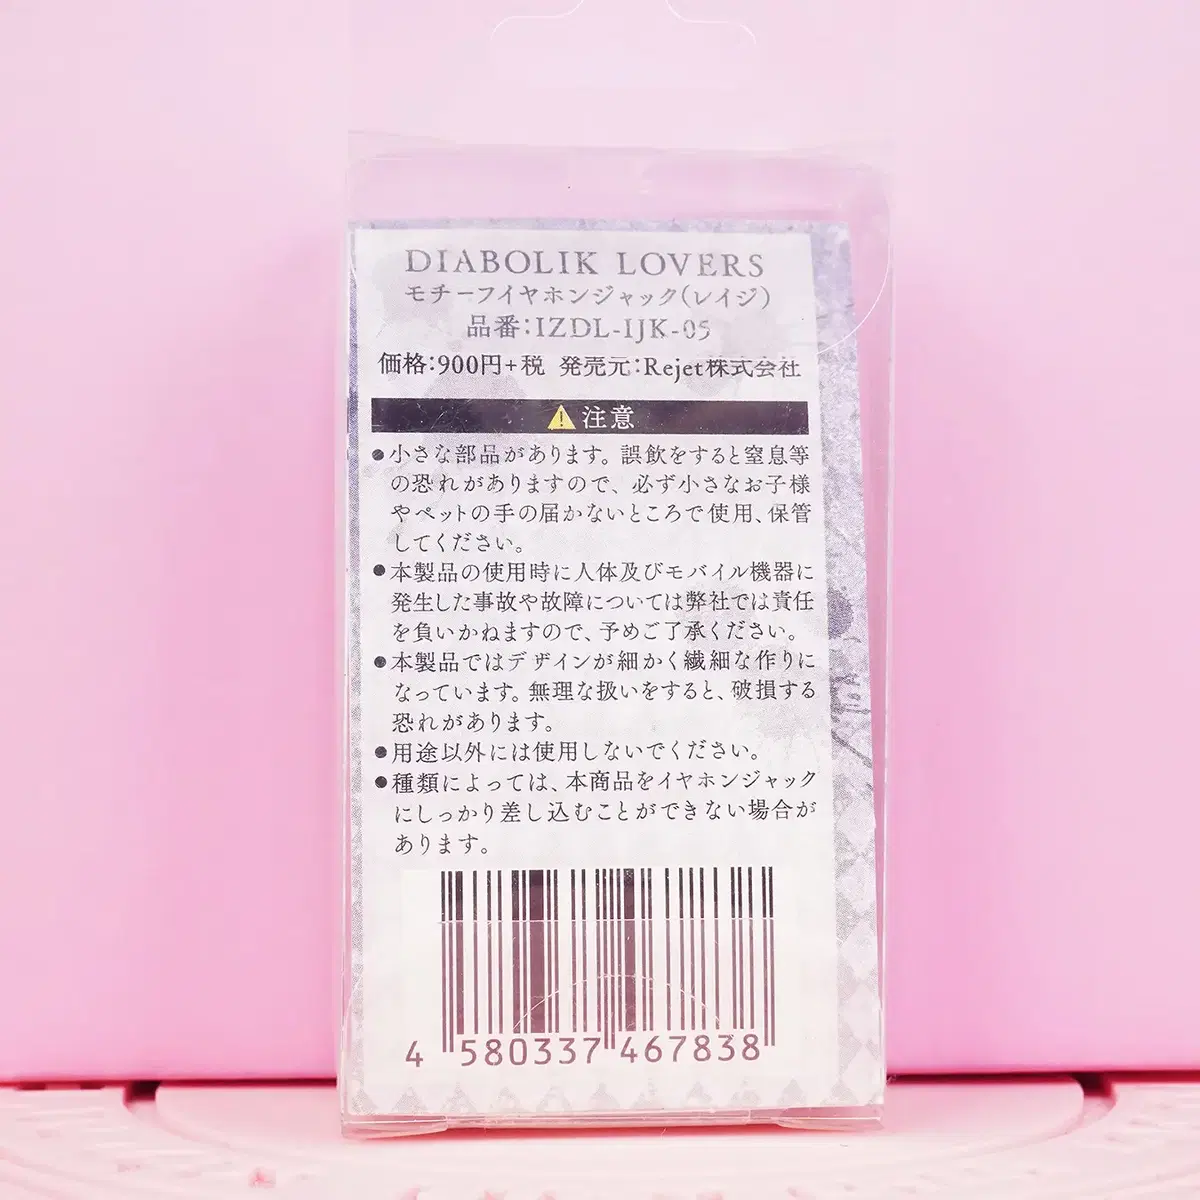 DIABOLIK LOVERS
モチーフイヤホンジャック(レイジ)
品番:IZDL-IJK-05
価格:900円+税 発売元:Rejet株式会社
注意
●小さな部品があります。誤飲をすると窒息等
の恐れがありますので、必ず小さなお子様
やペットの手の届かないところで使用、保管
してください。
●本製品の使用時に人体及びモバイル機器に
発生した事故や故障については弊社では責任
を負いかねますので、予めご了承ください。
●本製品ではデザインが細かく繊細な作りに
なっています。無理な扱いをすると、破損する
恐れがあります。
●用途以外には使用しないでください。
●種類によっては、本商品をイヤホンジャック
にしっかり差し込むことができない場合が
あります。
4 580337 467838